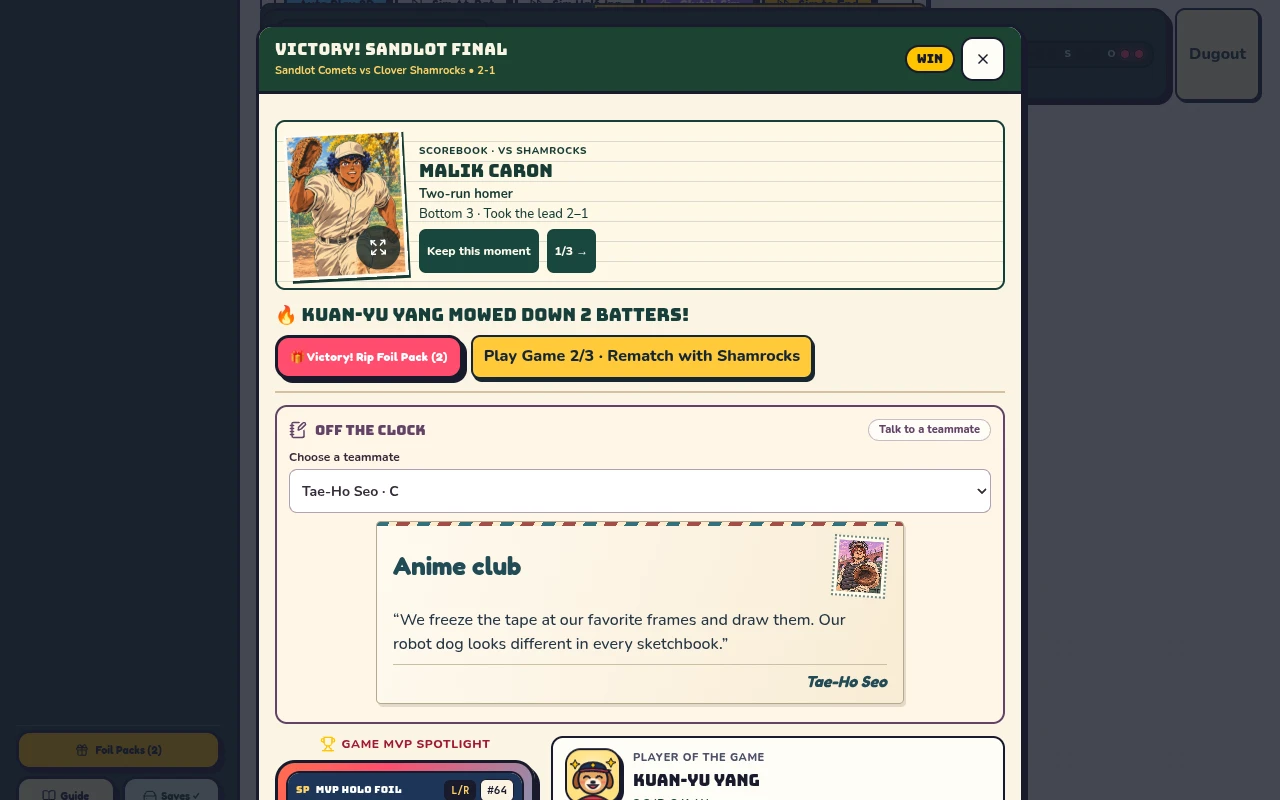 VICTORY! SANDLOT FINAL
Sandlot Comets vs Clover Shamrocks • 2-1
WIN
×
S
O
Dugout
SCOREBOOK · VS SHAMROCKS
MALIK CARON
Two-run homer
Bottom 3 · Took the lead 2–1
Keep this moment
1/3 →
🔥 KUAN-YU YANG MOWED DOWN 2 BATTERS!
🎁 Victory! Rip Foil Pack (2)
Play Game 2/3 · Rematch with Shamrocks
OFF THE CLOCK
Talk to a teammate
Choose a teammate
Tae-Ho Seo · C
Anime club
“We freeze the tape at our favorite frames and draw them. Our
robot dog looks different in every sketchbook.”
Tae-Ho Seo
GAME MVP SPOTLIGHT
SP MVP HOLO FOIL
L/R
#64
PLAYER OF THE GAME
KUAN-YU YANG
Foil Packs (2)
Guide
Saves ✓